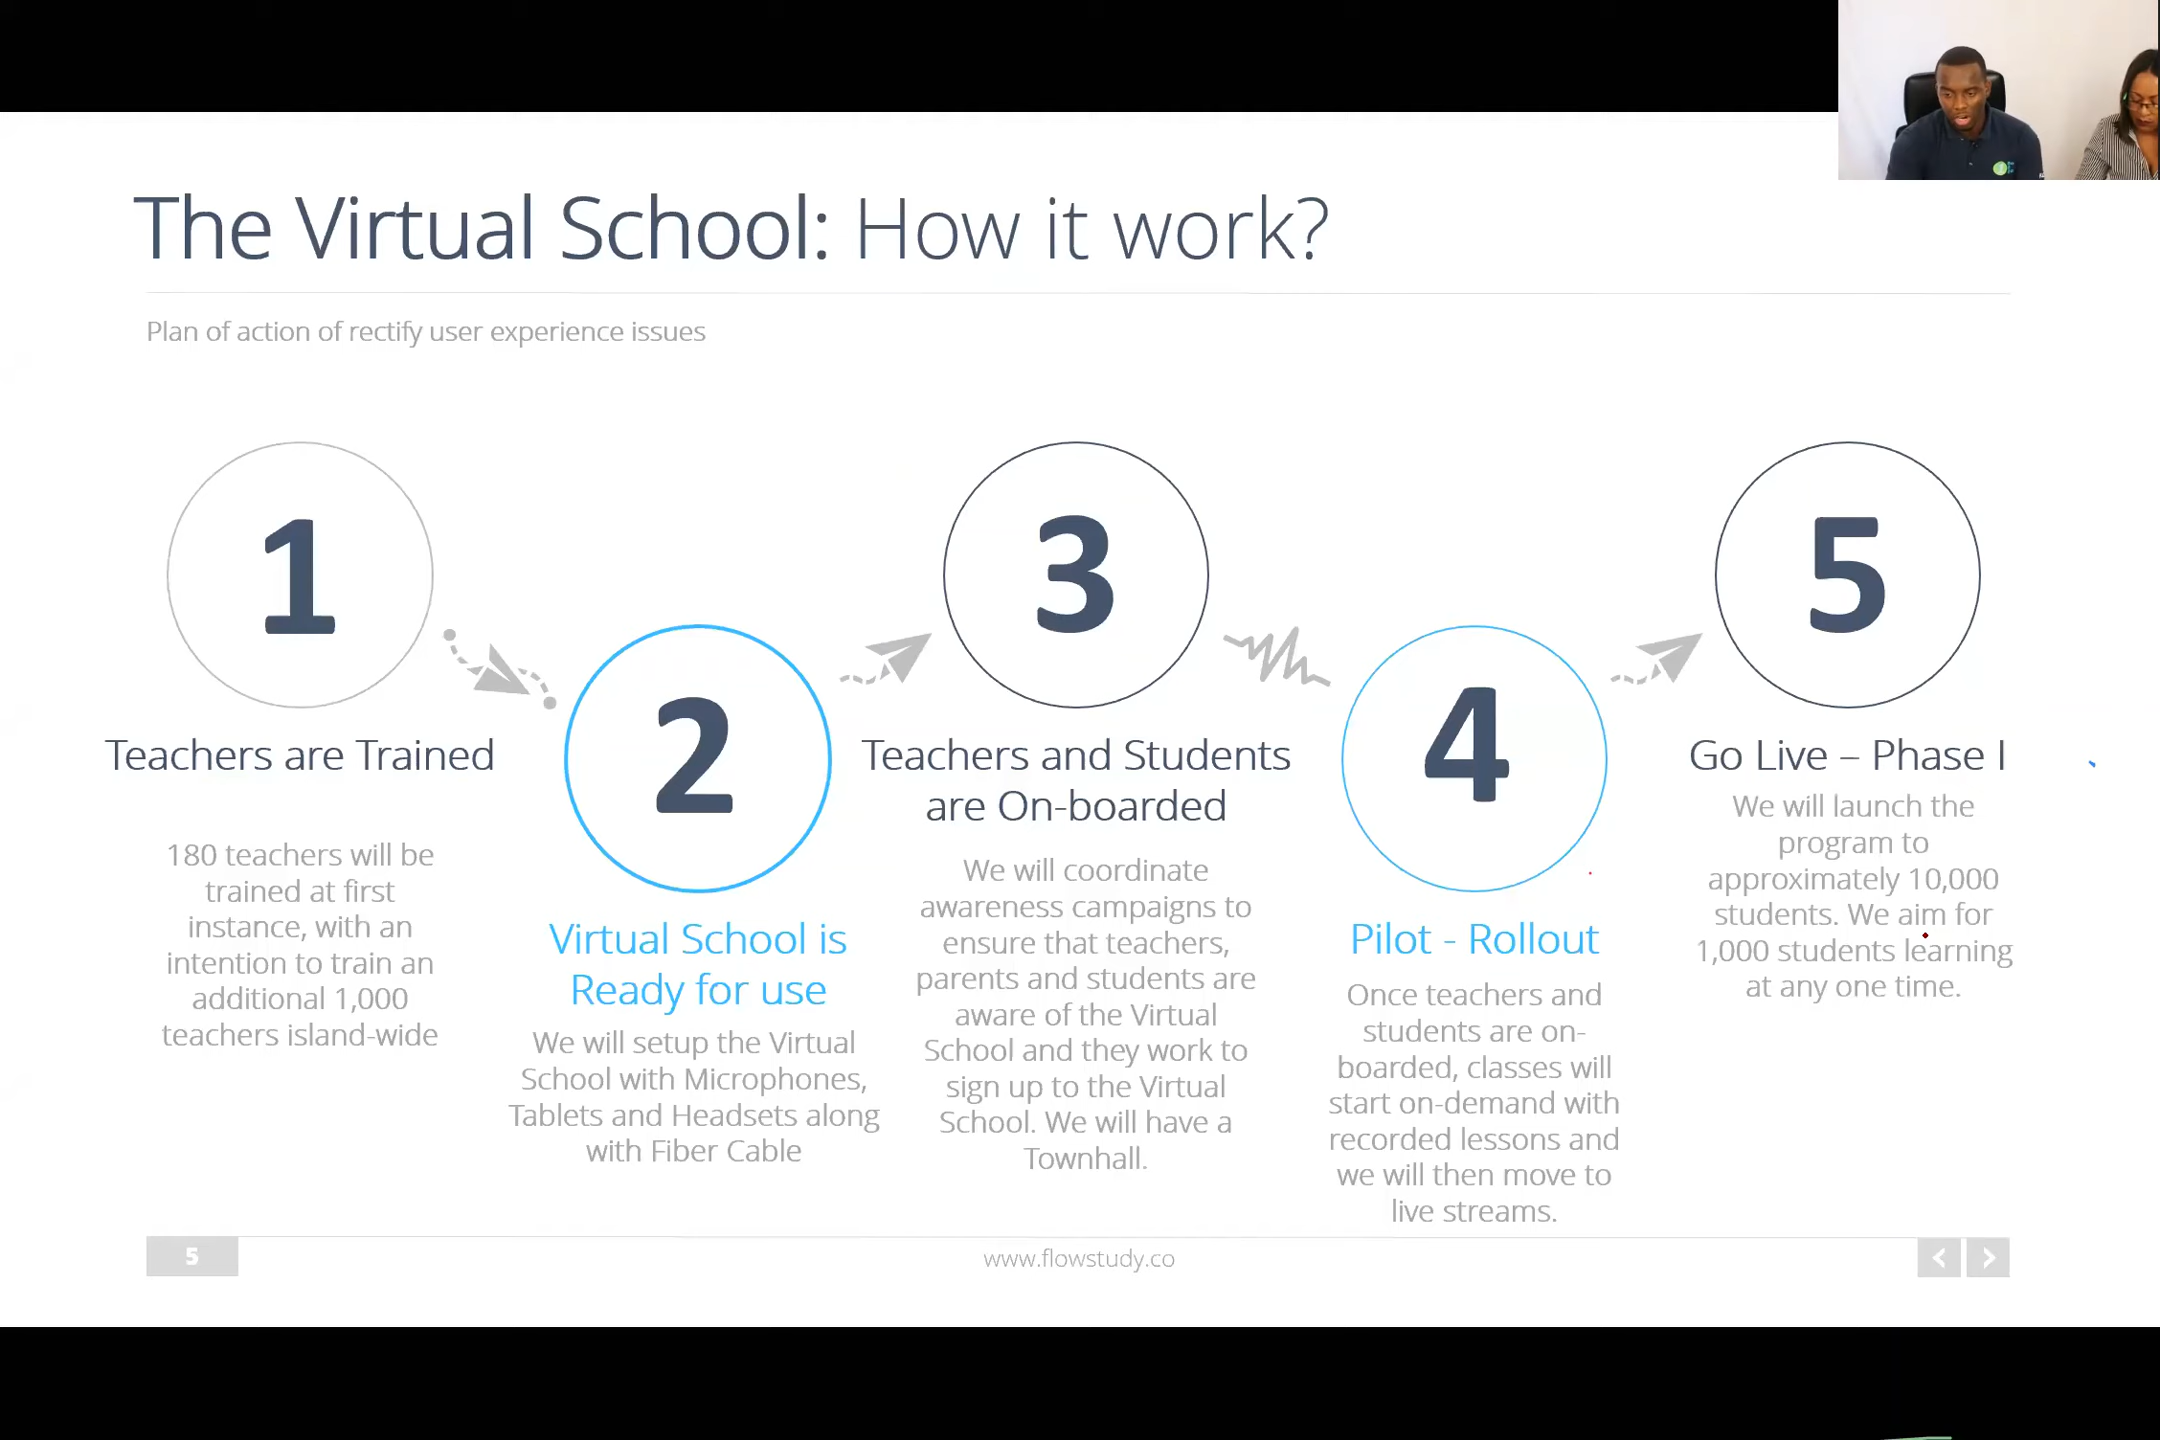 The Virtual School: How it work?
Plan of action of rectify user experience issues
1
Teachers are Trained
180 teachers will be
trained at first
instance, with an
intention to train an
additional 1,000
teachers island-wide
2
Virtual School is
Ready for use
We will setup the Virtual
School with Microphones,
Tablets and Headsets along
with Fiber Cable
3
Teachers and Students
are On-boarded
We will coordinate
awareness campaigns to
ensure that teachers,
parents and students are
aware of the Virtual
School and they work to
sign up to the Virtual
School. We will have a
Townhall.
4
Pilot - Rollout
Once teachers and
students are on-
boarded, classes will
start on-demand with
recorded lessons and
we will then move to
live streams.
5
Go Live – Phase I
We will launch the
program to
approximately 10,000
students. We aim for
1,000 students learning
at any one time.
5
www.flowstudy.co